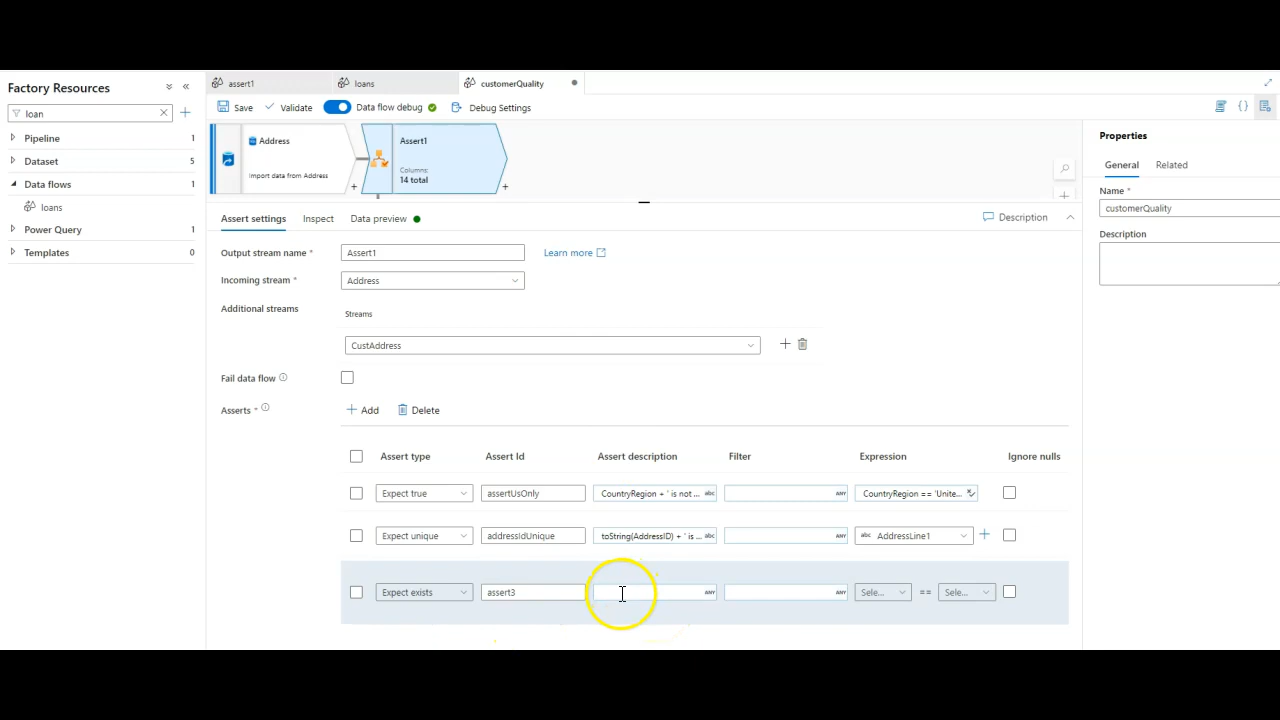 Factory Resources
loan
Pipeline 1
Dataset 5
Data flows 1
loans
Power Query 1
Templates 0
assert1
loans
customerQuality
Save
Validate
Data flow debug
Debug Settings
Address
Import data from Address
+
Assert1
Columns:
14 total
+
Assert settings
Inspect
Data preview
Description
Output stream name *
Assert1
Learn more
Incoming stream *
Address
Additional streams
Streams
CustAddress
Fail data flow
Asserts *
+ Add
Delete
Assert type
Assert Id
Assert description
Filter
Expression
Ignore nulls
Expect true
assertUsOnly
CountryRegion + ' is not ... abc
ANY
CountryRegion == 'Unite...
Expect unique
addressIdUnique
toString(AddressID) + ' is ... abc
ANY
abc AddressLine1
Expect exists
assert3
ANY
ANY
Sele...
==
Sele...
Properties
General
Related
Name *
customerQuality
Description